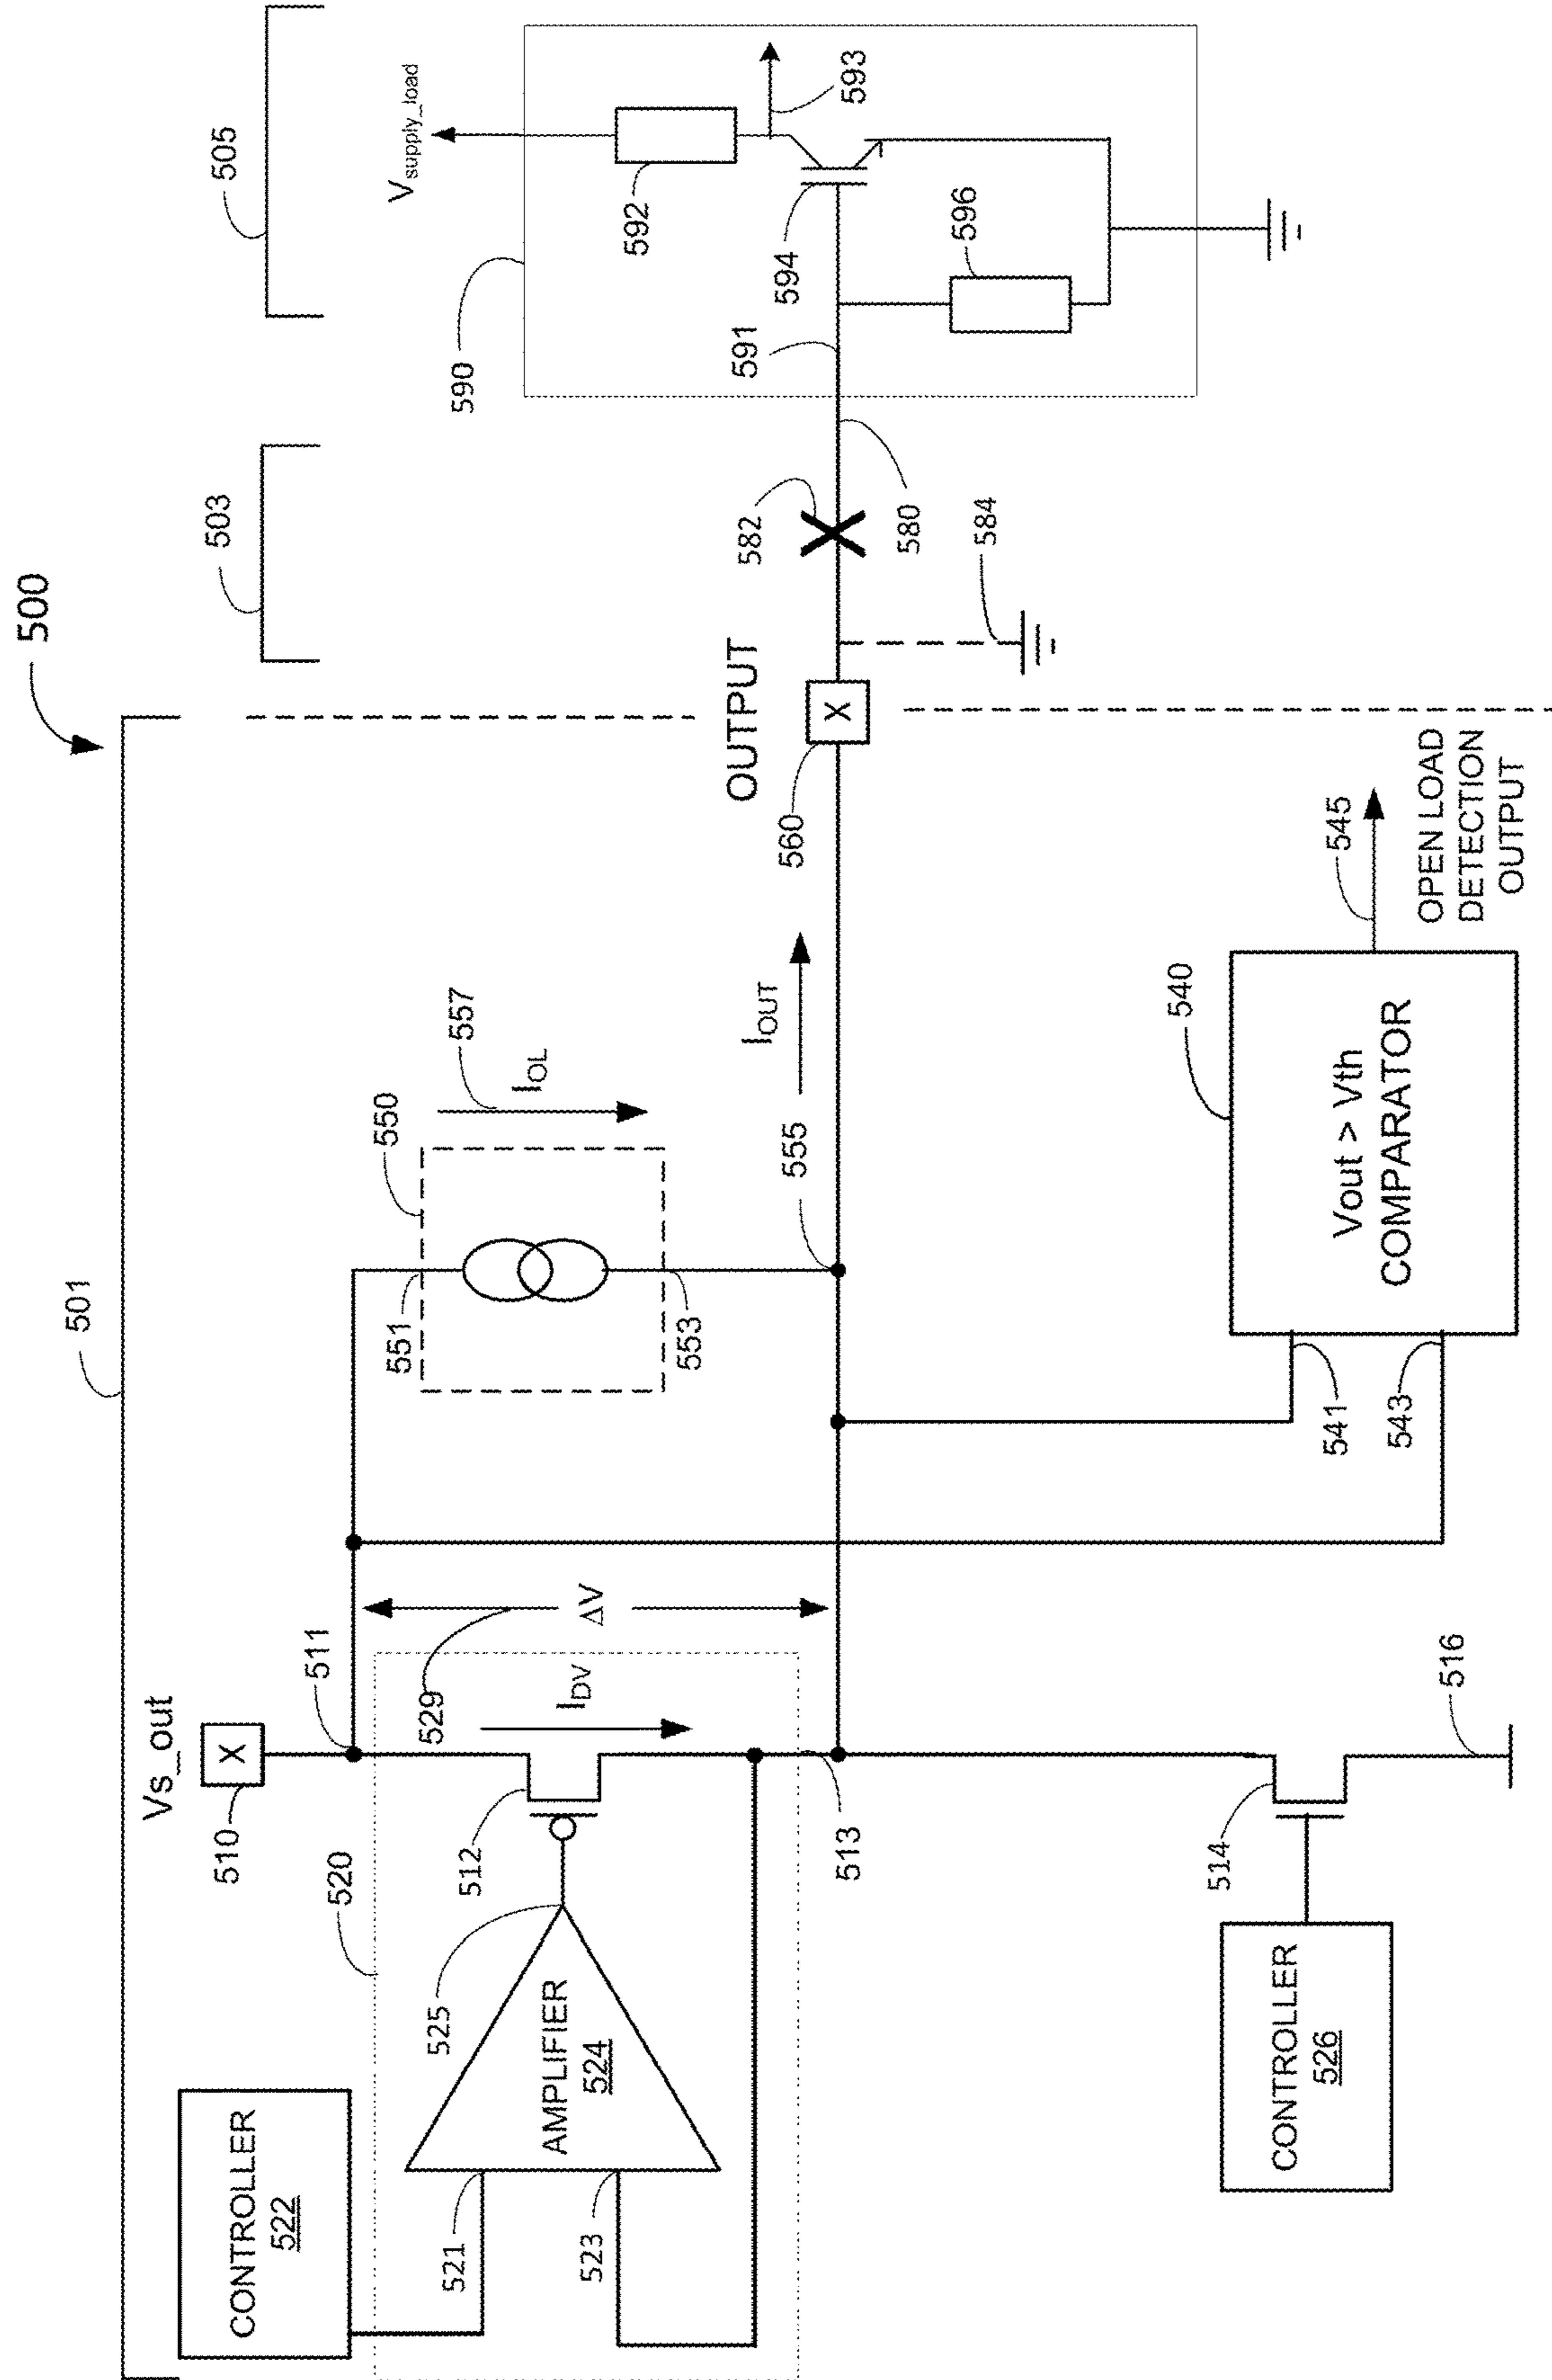 500
501
503
505
Vs_out
510
511
CONTROLLER
522
520
521
523
AMPLIFIER
524
525
512
I_DV
529
ΔV
513
551
550
553
557
I_OL
555
I_OUT
OUTPUT
560
X
X
582
580
584
590
591
V_supply_load
592
593
594
596
CONTROLLER
526
514
516
541
543
540
Vout > Vth
COMPARATOR
545
OPEN LOAD
DETECTION
OUTPUT